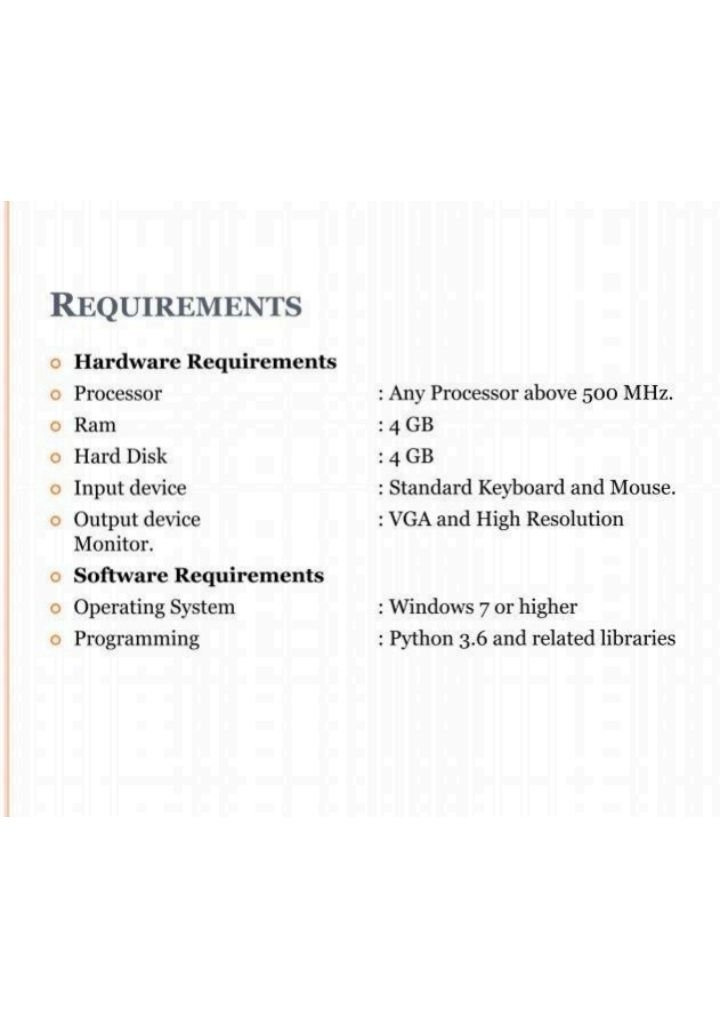 REQUIREMENTS
Hardware Requirements
Processor : Any Processor above 500 MHz.
Ram : 4 GB
Hard Disk : 4 GB
Input device : Standard Keyboard and Mouse.
Output device : VGA and High Resolution
Monitor.
Software Requirements
Operating System : Windows 7 or higher
Programming : Python 3.6 and related libraries